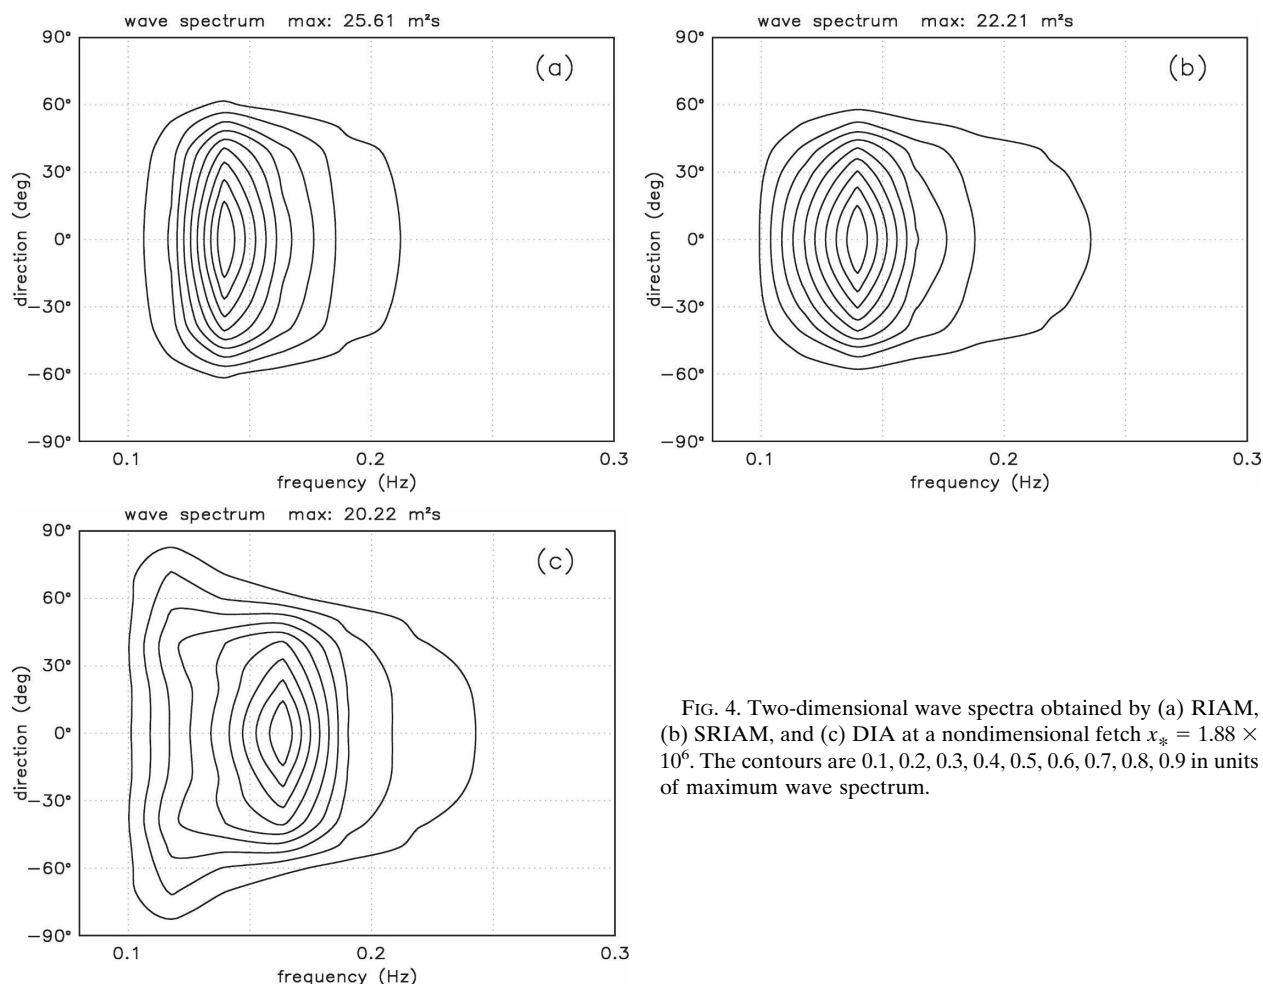 wave spectrum max: 25.61 m²s
(a)
90°
60°
30°
0°
−30°
−60°
−90°
direction (deg)
0.1 0.2 0.3
frequency (Hz)
wave spectrum max: 22.21 m²s
(b)
90°
60°
30°
0°
−30°
−60°
−90°
direction (deg)
0.1 0.2 0.3
frequency (Hz)
wave spectrum max: 20.22 m²s
(c)
90°
60°
30°
0°
−30°
−60°
−90°
direction (deg)
0.1 0.2 0.3
frequency (Hz)
FIG. 4. Two-dimensional wave spectra obtained by (a) RIAM,
(b) SRIAM, and (c) DIA at a nondimensional fetch x* = 1.88 ×
10⁶. The contours are 0.1, 0.2, 0.3, 0.4, 0.5, 0.6, 0.7, 0.8, 0.9 in units
of maximum wave spectrum.